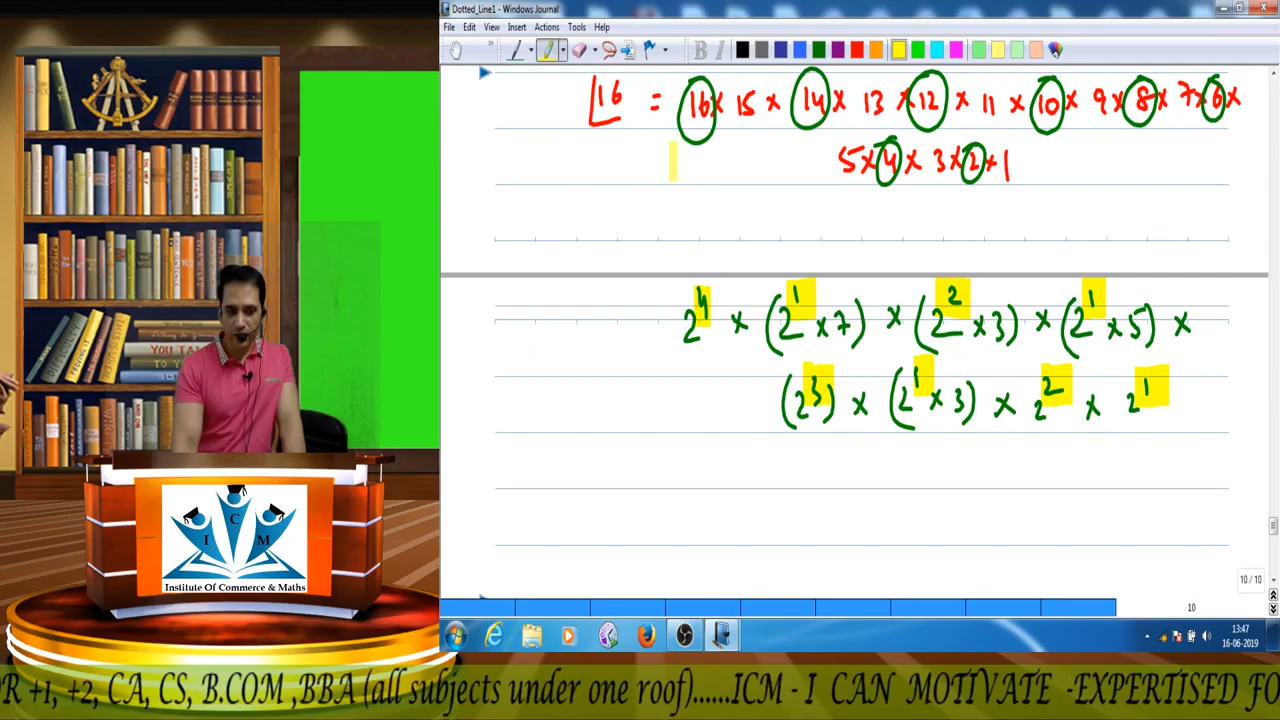 Dotted_Line1 - Windows Journal
File Edit View Insert Actions Tools Help
|16 = 16 × 15 × 14 × 13 × 12 × 11 × 10 × 9 × 8 × 7 × 6 ×
5 × 4 × 3 × 2 × 1
2^4 × (2^1 × 7) × (2^2 × 3) × (2^1 × 5) ×
(2^3) × (2^1 × 3) × 2^2 × 2^1
I C M
Institute Of Commerce & Maths
10 / 10
10
13:47
16-06-2019
OR +1, +2, CA, CS, B.COM ,BBA (all subjects under one roof)......ICM - I CAN MOTIVATE -EXPERTISED FO